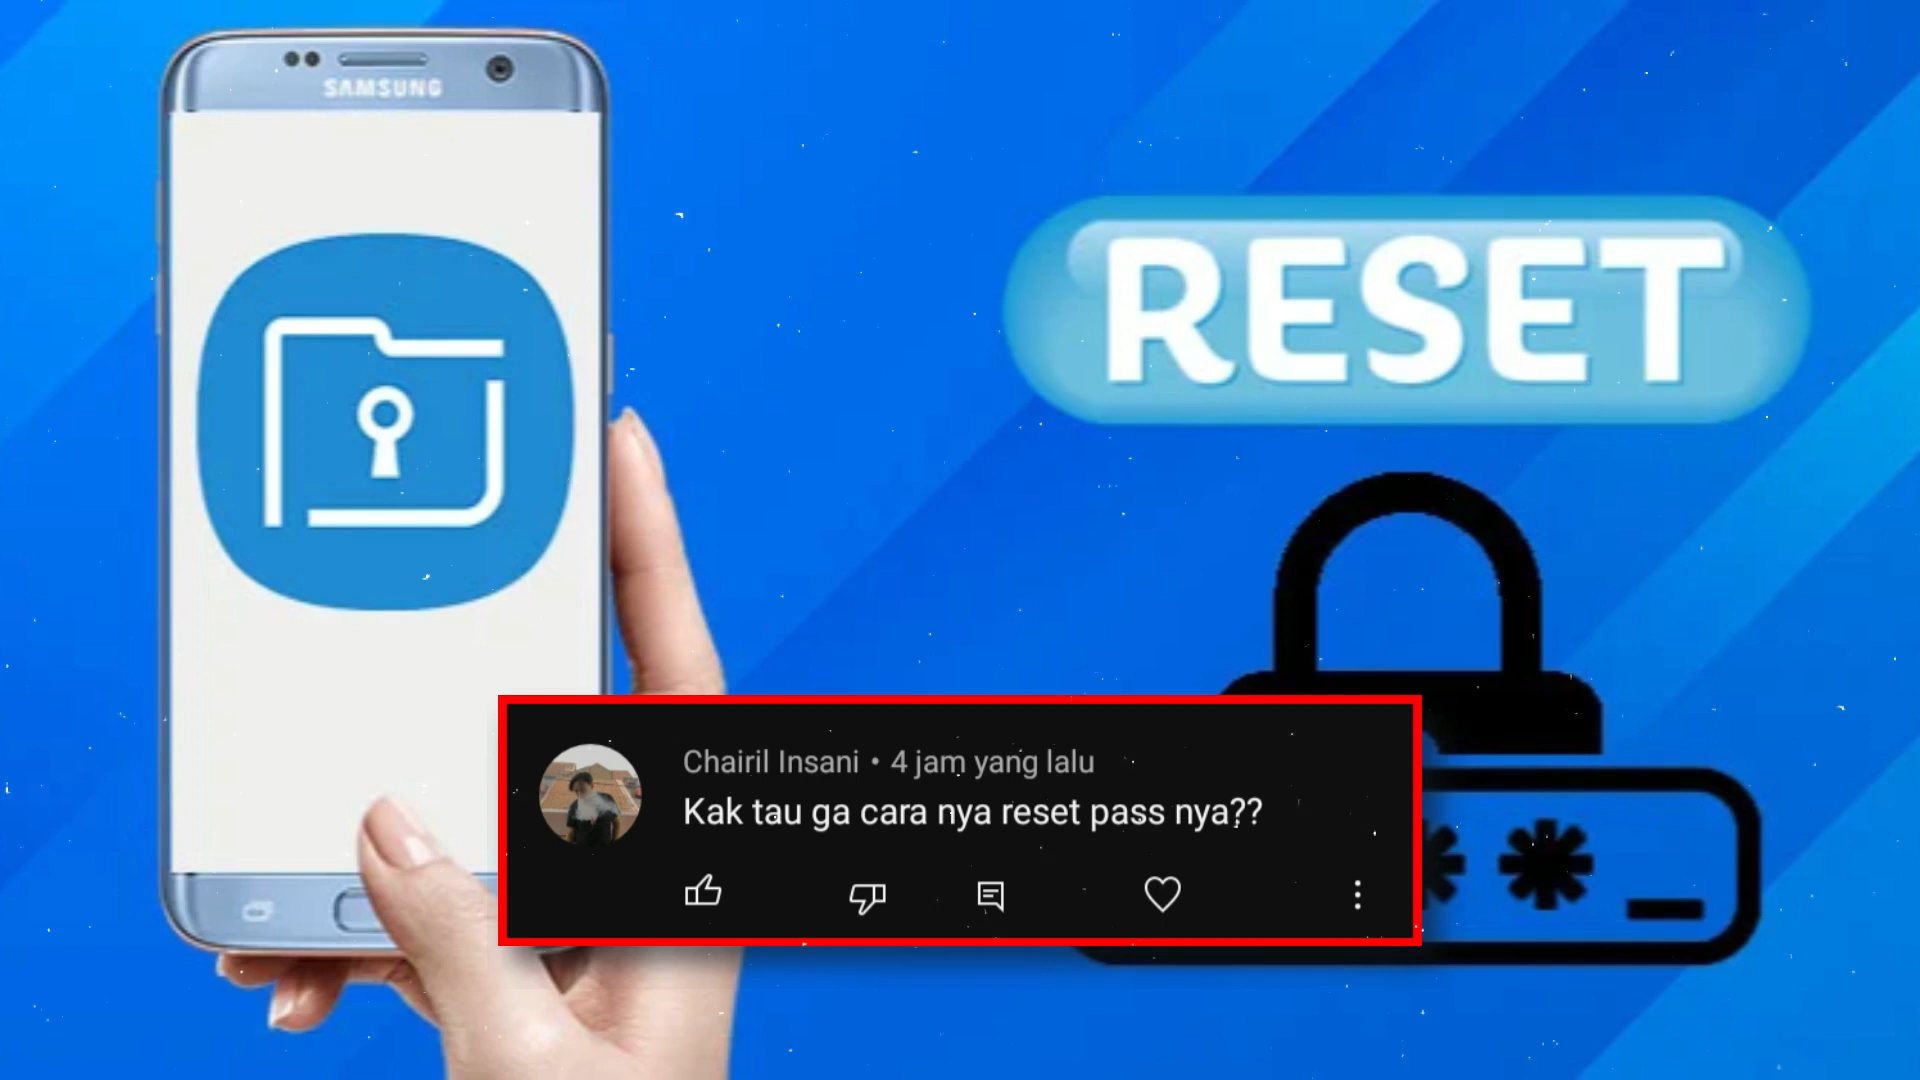 SAMSUNG
RESET
Chairil Insani • 4 jam yang lalu
Kak tau ga cara nya reset pass nya??